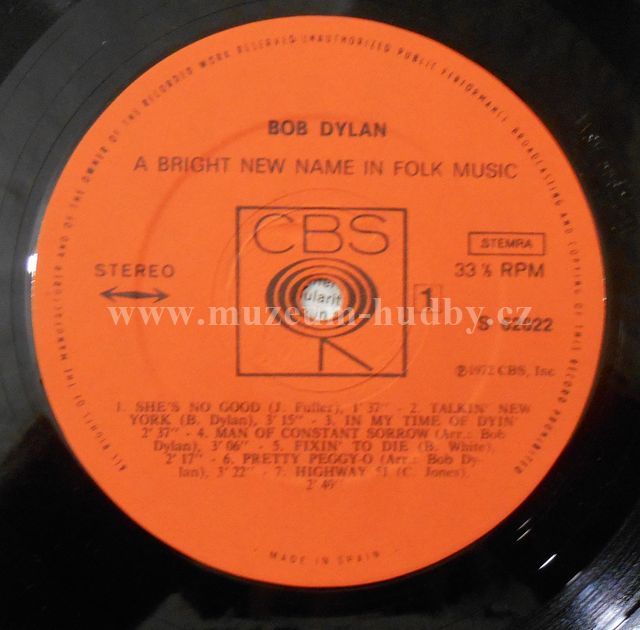 ALL RIGHTS OF THE MANUFACTURER AND OF THE OWNER OF THE RECORDED WORK RESERVED-UNAUTHORIZED PUBLIC PERFORMANCE BROADCASTING AND COPYING OF THIS RECORD PROHIBITED
BOB DYLAN
A BRIGHT NEW NAME IN FOLK MUSIC
CBS
STEREO
STEMRA
33 ⅓ RPM
1
S 62022
www.muzeum-hudby.cz
℗1972 CBS, Inc
1. SHE'S NO GOOD (J. Fuller), 1' 37" - 2. TALKIN' NEW
YORK (B. Dylan), 3' 15" - 3. IN MY TIME OF DYIN'
2' 37" - 4. MAN OF CONSTANT SORROW (Arr.: Bob
Dylan), 3' 06" - 5. FIXIN' TO DIE (B. White),
2' 17" - 6. PRETTY PEGGY-O (Arr.: Bob Dy-
lan), 3' 22" - 7. HIGHWAY 51 (C. Jones),
2' 49"
MADE IN SPAIN